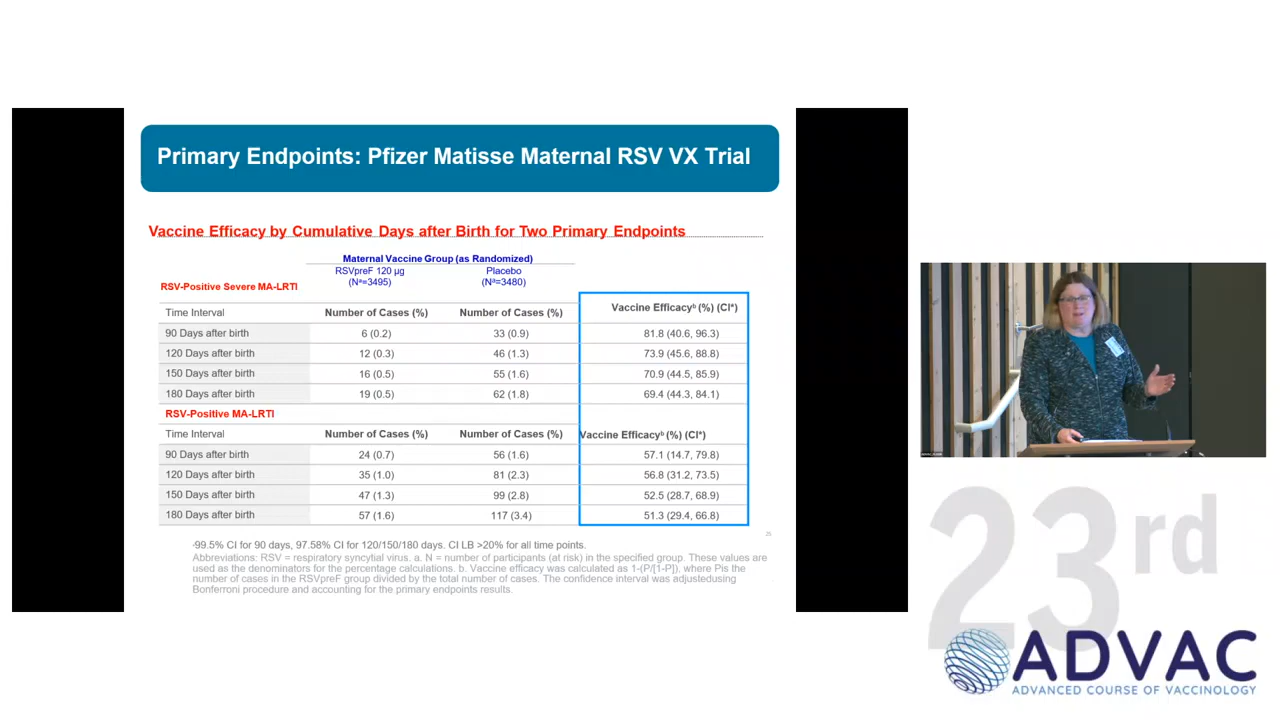 Primary Endpoints: Pfizer Matisse Maternal RSV VX Trial
Vaccine Efficacy by Cumulative Days after Birth for Two Primary Endpoints
Maternal Vaccine Group (as Randomized)
RSVpreF 120 µg Placebo
(Nᵃ=3495) (Nᵃ=3480)
RSV-Positive Severe MA-LRTI
Time Interval Number of Cases (%) Number of Cases (%) Vaccine Efficacyᵇ (%) (CI*)
90 Days after birth 6 (0.2) 33 (0.9) 81.8 (40.6, 96.3)
120 Days after birth 12 (0.3) 46 (1.3) 73.9 (45.6, 88.8)
150 Days after birth 16 (0.5) 55 (1.6) 70.9 (44.5, 85.9)
180 Days after birth 19 (0.5) 62 (1.8) 69.4 (44.3, 84.1)
RSV-Positive MA-LRTI
Time Interval Number of Cases (%) Number of Cases (%) Vaccine Efficacyᵇ (%) (CI*)
90 Days after birth 24 (0.7) 56 (1.6) 57.1 (14.7, 79.8)
120 Days after birth 35 (1.0) 81 (2.3) 56.8 (31.2, 73.5)
150 Days after birth 47 (1.3) 99 (2.8) 52.5 (28.7, 68.9)
180 Days after birth 57 (1.6) 117 (3.4) 51.3 (29.4, 66.8)
·99.5% CI for 90 days, 97.58% CI for 120/150/180 days. CI LB >20% for all time points.
Abbreviations: RSV = respiratory syncytial virus. a. N = number of participants (at risk) in the specified group. These values are
used as the denominators for the percentage calculations. b. Vaccine efficacy was calculated as 1-(P/[1-P]), where Pis the
number of cases in the RSVpreF group divided by the total number of cases. The confidence interval was adjustedusing
Bonferroni procedure and accounting for the primary endpoints results.
23rd
ADVAC
ADVANCED COURSE OF VACCINOLOGY